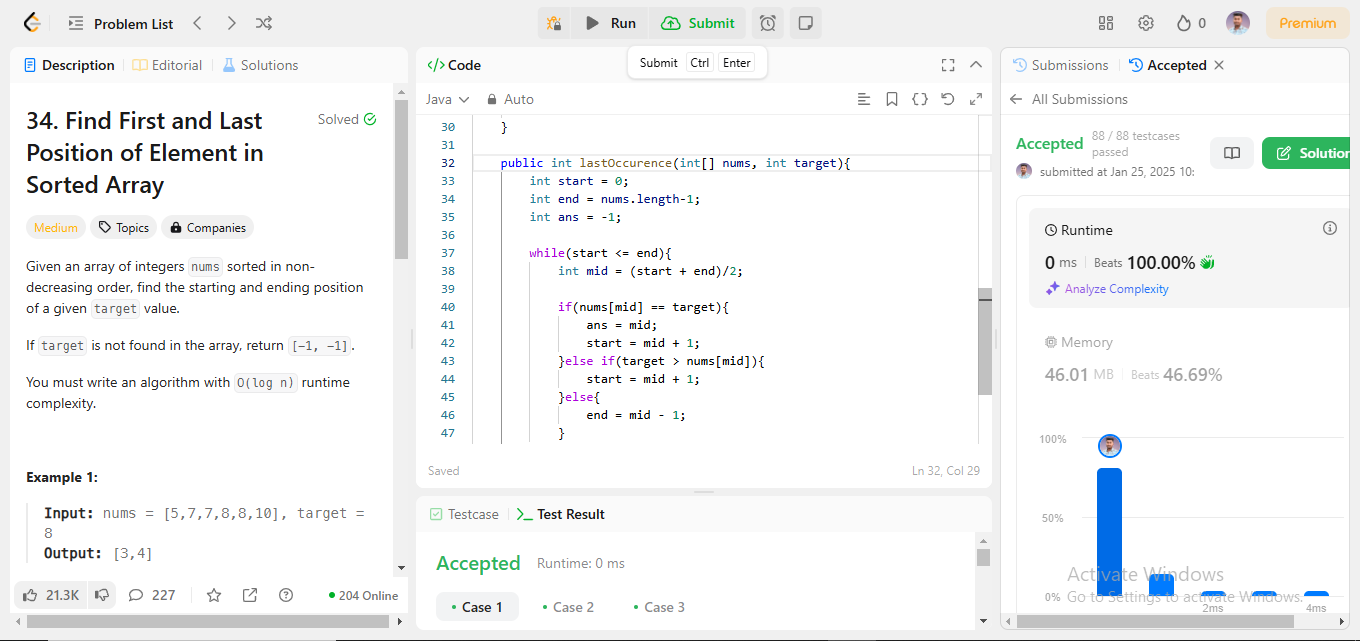 Problem List
Run
Submit
0
Premium
Submit Ctrl Enter
Description
Editorial
Solutions
34. Find First and Last
Position of Element in
Sorted Array
Solved
Medium
Topics
Companies
Given an array of integers nums sorted in non-
decreasing order, find the starting and ending position
of a given target value.
If target is not found in the array, return [-1, -1].
You must write an algorithm with O(log n) runtime
complexity.
Example 1:
Input: nums = [5,7,7,8,8,10], target =
8
Output: [3,4]
21.3K
227
204 Online
</> Code
Java
Auto
30 }
31
32 public int lastOccurence(int[] nums, int target){
33 int start = 0;
34 int end = nums.length-1;
35 int ans = -1;
36
37 while(start <= end){
38 int mid = (start + end)/2;
39
40 if(nums[mid] == target){
41 ans = mid;
42 start = mid + 1;
43 }else if(target > nums[mid]){
44 start = mid + 1;
45 }else{
46 end = mid - 1;
47 }
Saved
Ln 32, Col 29
Testcase
Test Result
Accepted
Runtime: 0 ms
Case 1
Case 2
Case 3
Submissions
Accepted
All Submissions
Accepted
88 / 88 testcases
passed
submitted at Jan 25, 2025 10:
Solution
Runtime
0 ms
Beats 100.00%
Analyze Complexity
Memory
46.01 MB
Beats 46.69%
100%
50%
0%
2ms
4ms
Activate Windows
Go to Settings to activate Windows.